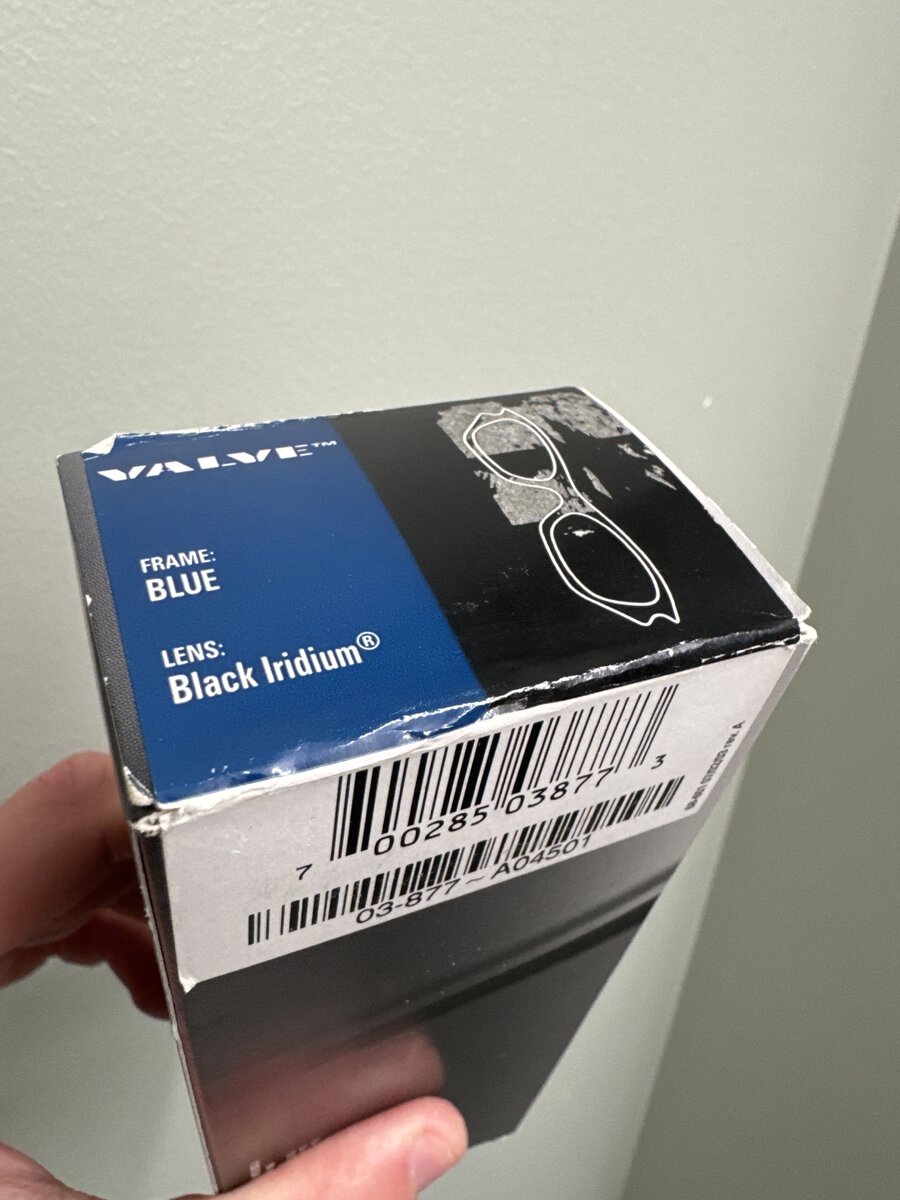 VALVE™
FRAME:
BLUE
LENS:
Black Iridium®
7 00285 03877 3
03-877 ~ A04501